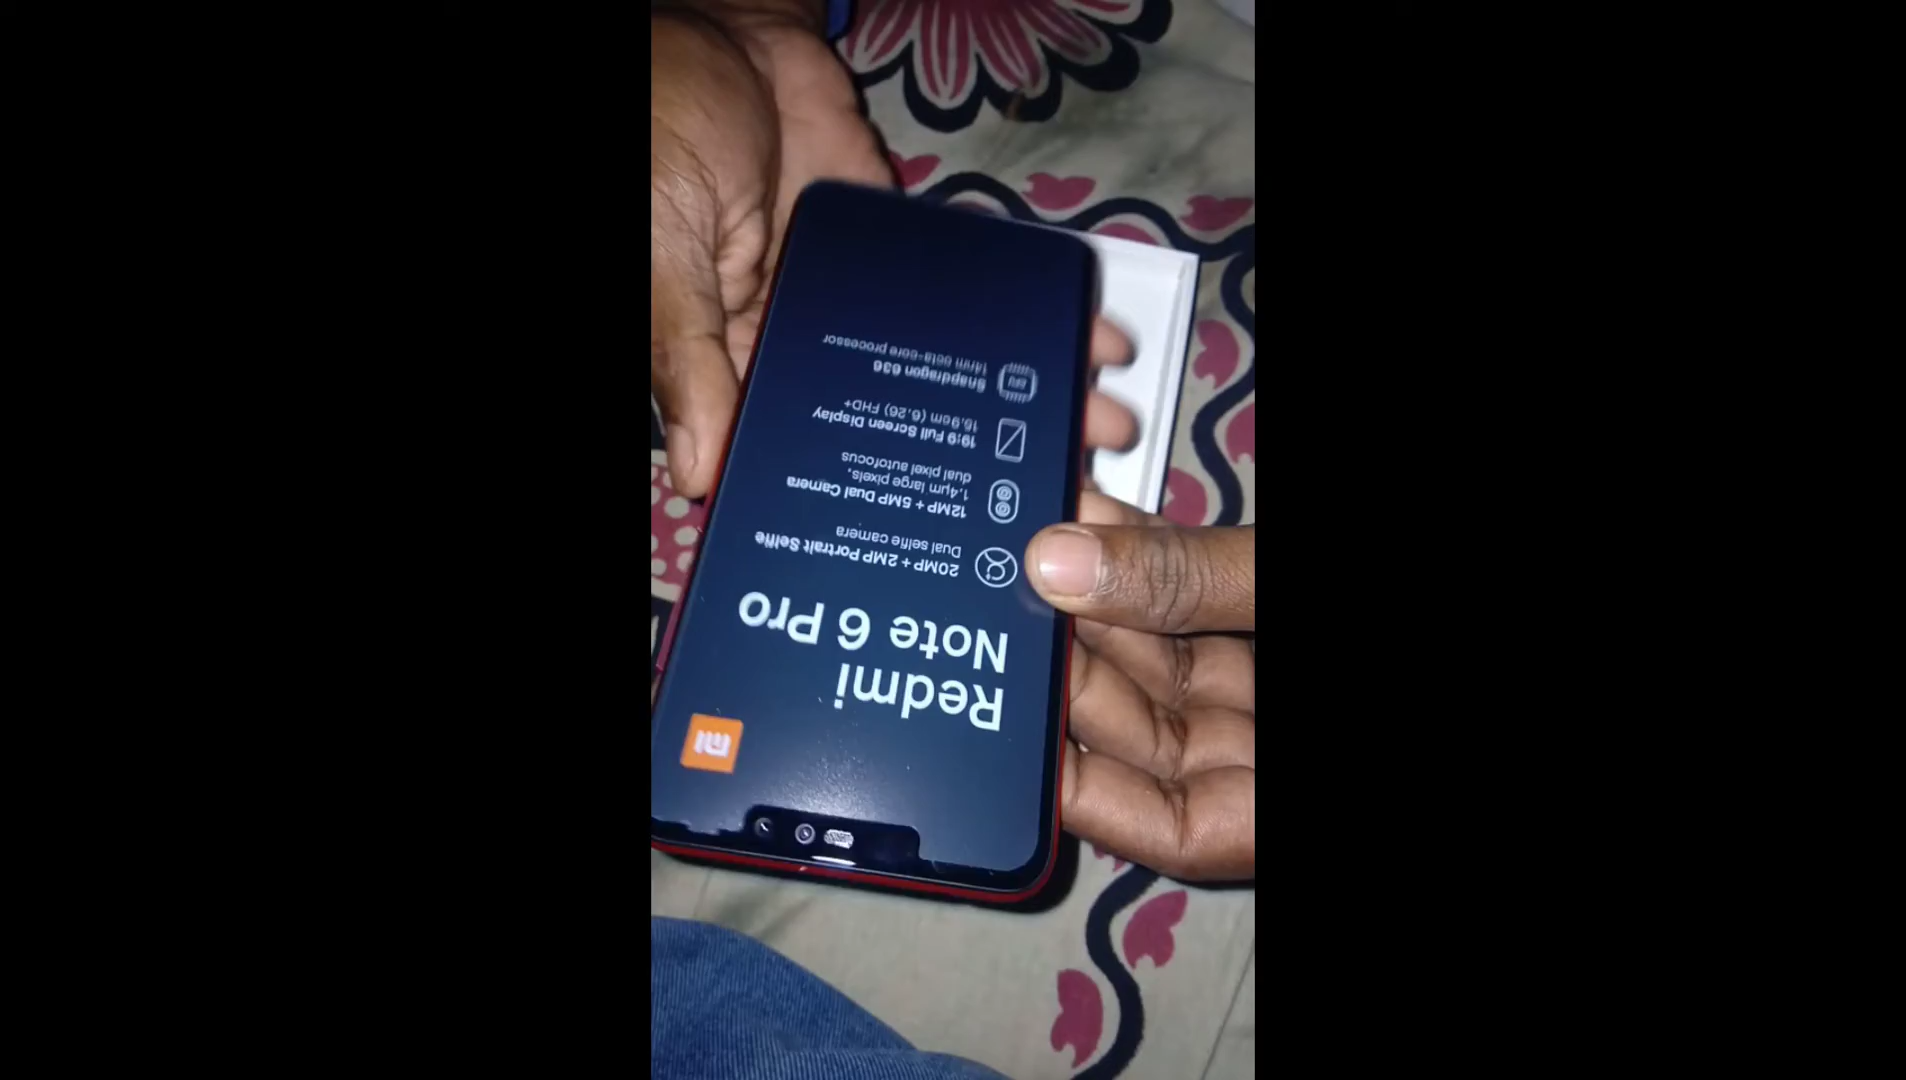 mi
Redmi
Note 6 Pro
20MP + 2MP Portrait Selfie
Dual selfie camera
12MP + 5MP Dual Camera
1.4μm large pixels,
dual pixel autofocus
19:9 Full Screen Display
15.9cm (6.26) FHD+
Snapdragon 636
14nm octa-core processor